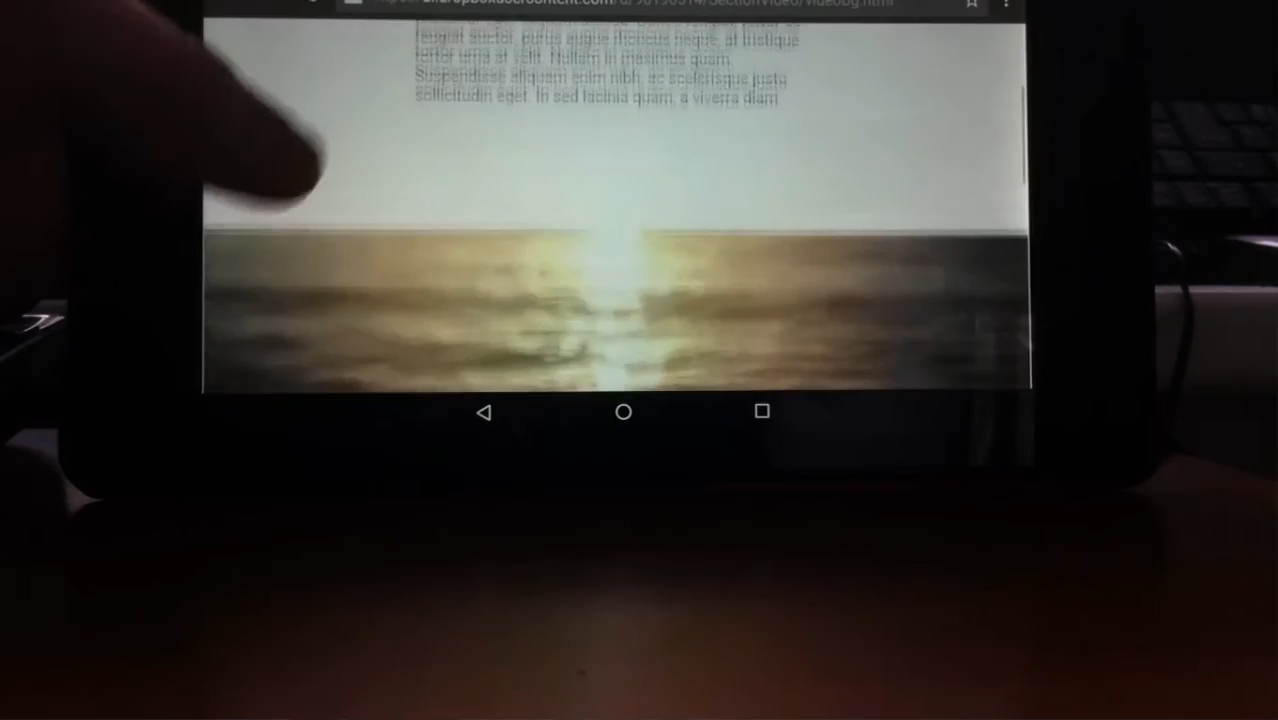 feugiat auctor, purus augue rhoncus neque, at tristique
tortor urna at velit. Nullam in maximus quam.
Suspendisse aliquam enim nibh, ac scelerisque justo
sollicitudin eget. In sed lacinia quam, a viverra diam